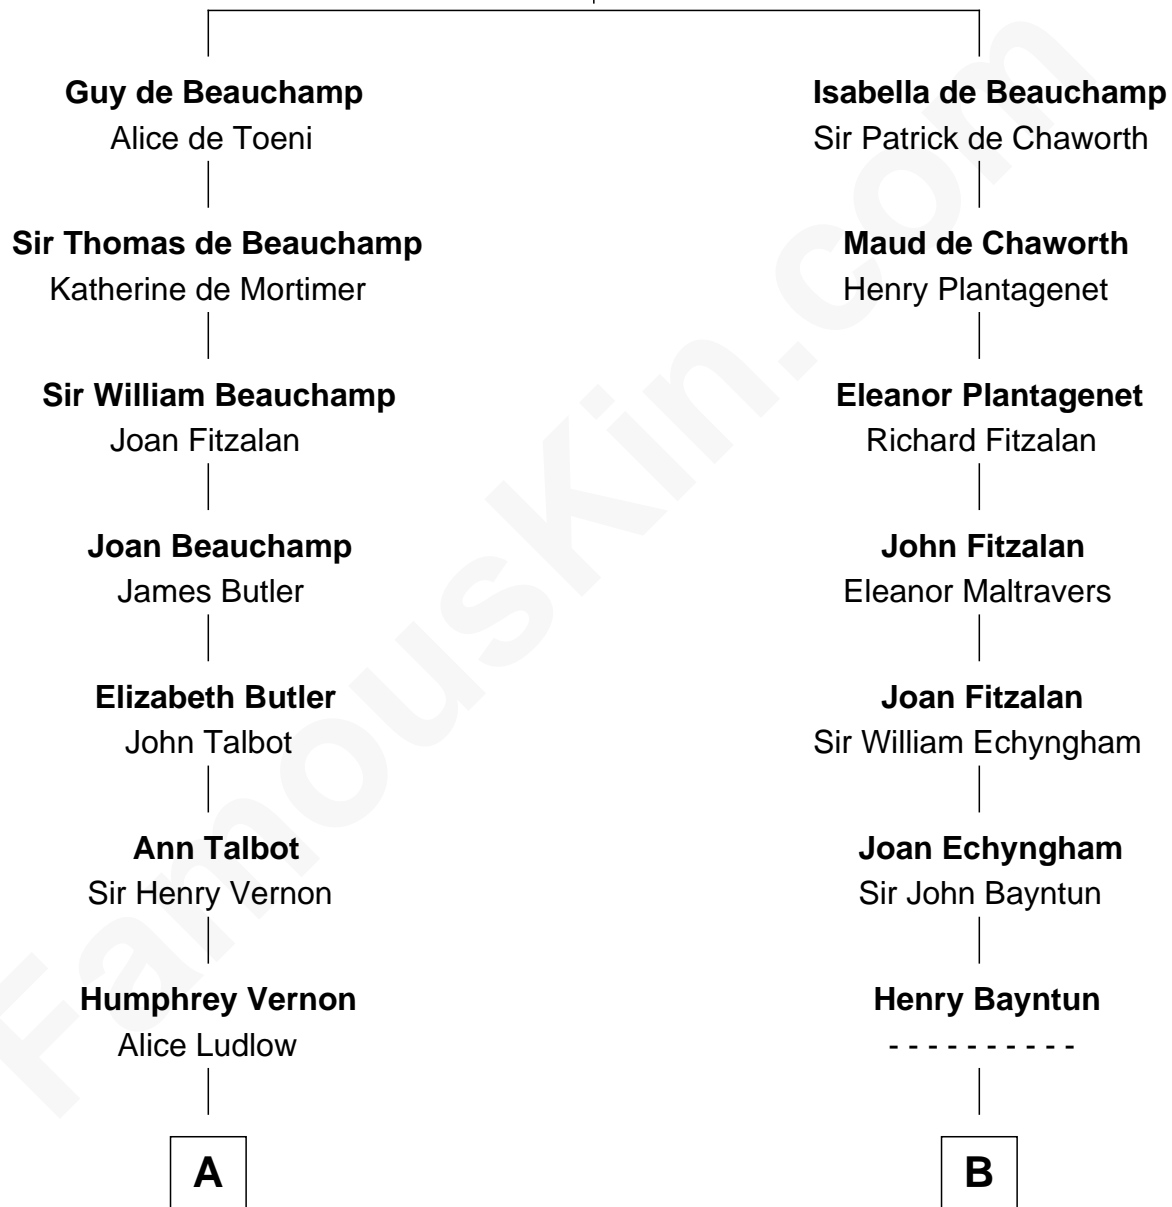 Guy de Beauchamp
Alice de Toeni
Sir Thomas de Beauchamp
Katherine de Mortimer
Sir William Beauchamp
Joan Fitzalan
Joan Beauchamp
James Butler
Elizabeth Butler
John Talbot
Ann Talbot
Sir Henry Vernon
Humphrey Vernon
Alice Ludlow
A
Isabella de Beauchamp
Sir Patrick de Chaworth
Maud de Chaworth
Henry Plantagenet
Eleanor Plantagenet
Richard Fitzalan
John Fitzalan
Eleanor Maltravers
Joan Fitzalan
Sir William Echyngham
Joan Echyngham
Sir John Bayntun
Henry Bayntun
- - - - - - - - - -
B
FamousKin.com